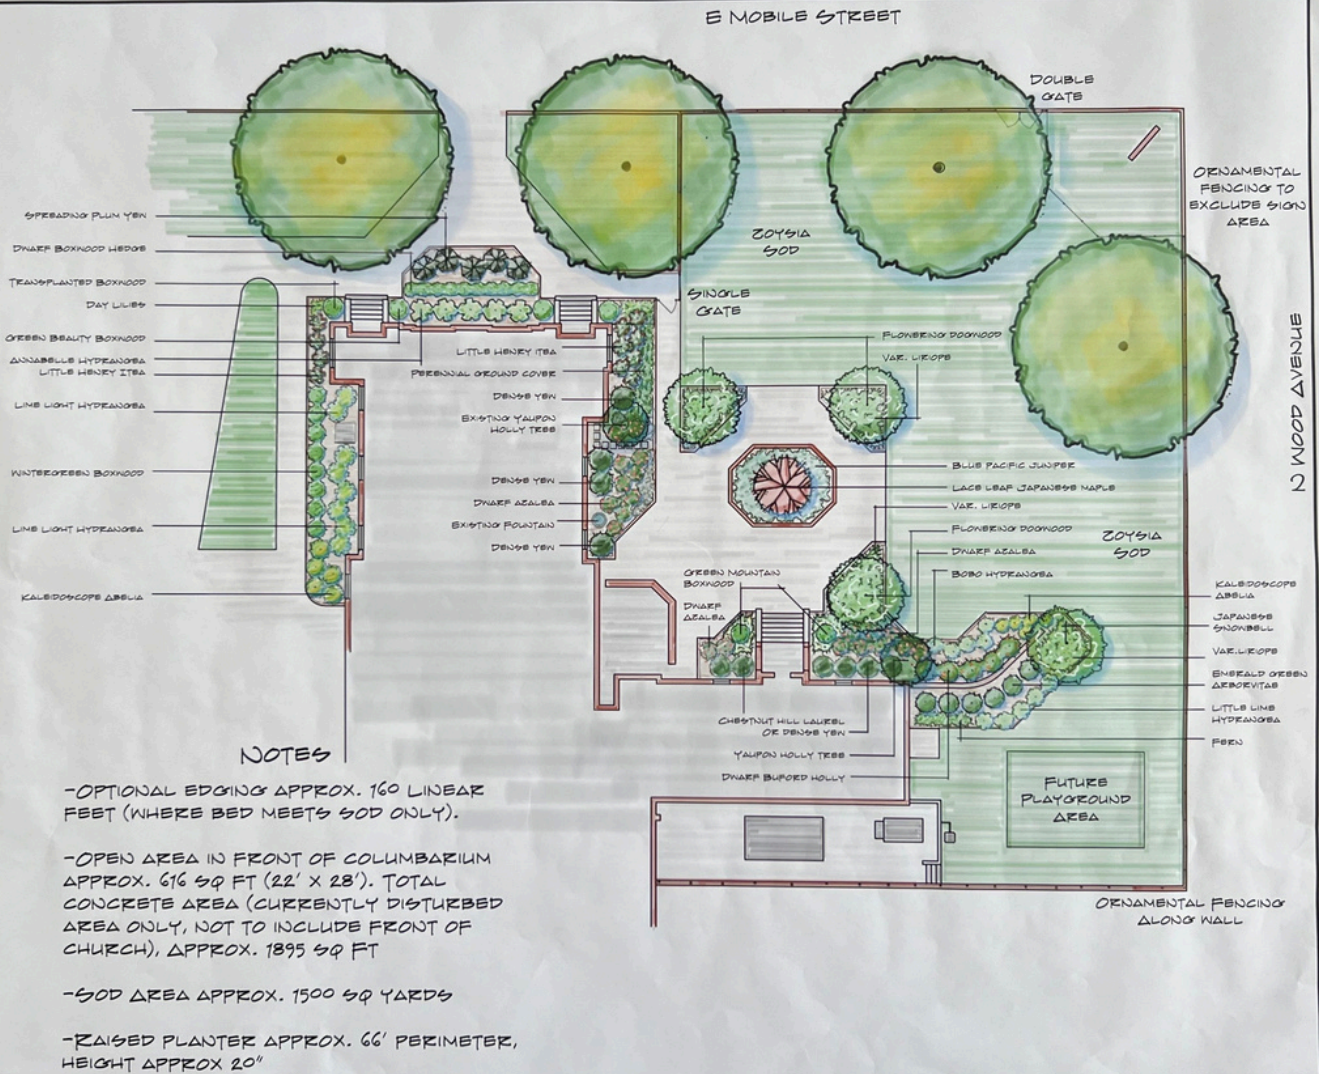 E MOBILE STREET
DOUBLE
GATE
ORNAMENTAL
FENCING TO
EXCLUDE SIGN
AREA
SPREADING PLUM YEW
DWARF BOXWOOD HEDGE
TRANSPLANTED BOXWOOD
DAY LILIES
GREEN BEAUTY BOXWOOD
ANNABELLE HYDRANGEA
LITTLE HENRY ITEA
LIME LIGHT HYDRANGEA
WINTERGREEN BOXWOOD
LIME LIGHT HYDRANGEA
KALEIDOSCOPE ABELIA
ZOYSIA
SOD
SINGLE
GATE
LITTLE HENRY ITEA
PERENNIAL GROUND COVER
DENSE YEW
EXISTING YAUPON
HOLLY TREE
DENSE YEW
DWARF AZALEA
EXISTING FOUNTAIN
DENSE YEW
FLOWERING DOGWOOD
VAR. LIRIOPE
BLUE PACIFIC JUNIPER
LACE LEAF JAPANESE MAPLE
VAR. LIRIOPE
FLOWERING DOGWOOD
DWARF AZALEA
BOBO HYDRANGEA
ZOYSIA
SOD
2 WOOD AVENUE
GREEN MOUNTAIN
BOXWOOD
DWARF
AZALEA
KALEIDOSCOPE
ABELIA
JAPANESE
SNOWBELL
VAR. LIRIOPE
EMERALD GREEN
ARBORVITAE
LITTLE LIME
HYDRANGEA
FERN
CHESTNUT HILL LAUREL
OR DENSE YEW
YAUPON HOLLY TREE
DWARF BUFORD HOLLY
FUTURE
PLAYGROUND
AREA
ORNAMENTAL FENCING
ALONG WALL
NOTES
-OPTIONAL EDGING APPROX. 160 LINEAR
FEET (WHERE BED MEETS SOD ONLY).
-OPEN AREA IN FRONT OF COLUMBARIUM
APPROX. 616 SQ FT (22' X 28'). TOTAL
CONCRETE AREA (CURRENTLY DISTURBED
AREA ONLY, NOT TO INCLUDE FRONT OF
CHURCH), APPROX. 1895 SQ FT
-SOD AREA APPROX. 1500 SQ YARDS
-RAISED PLANTER APPROX. 66' PERIMETER,
HEIGHT APPROX 20"